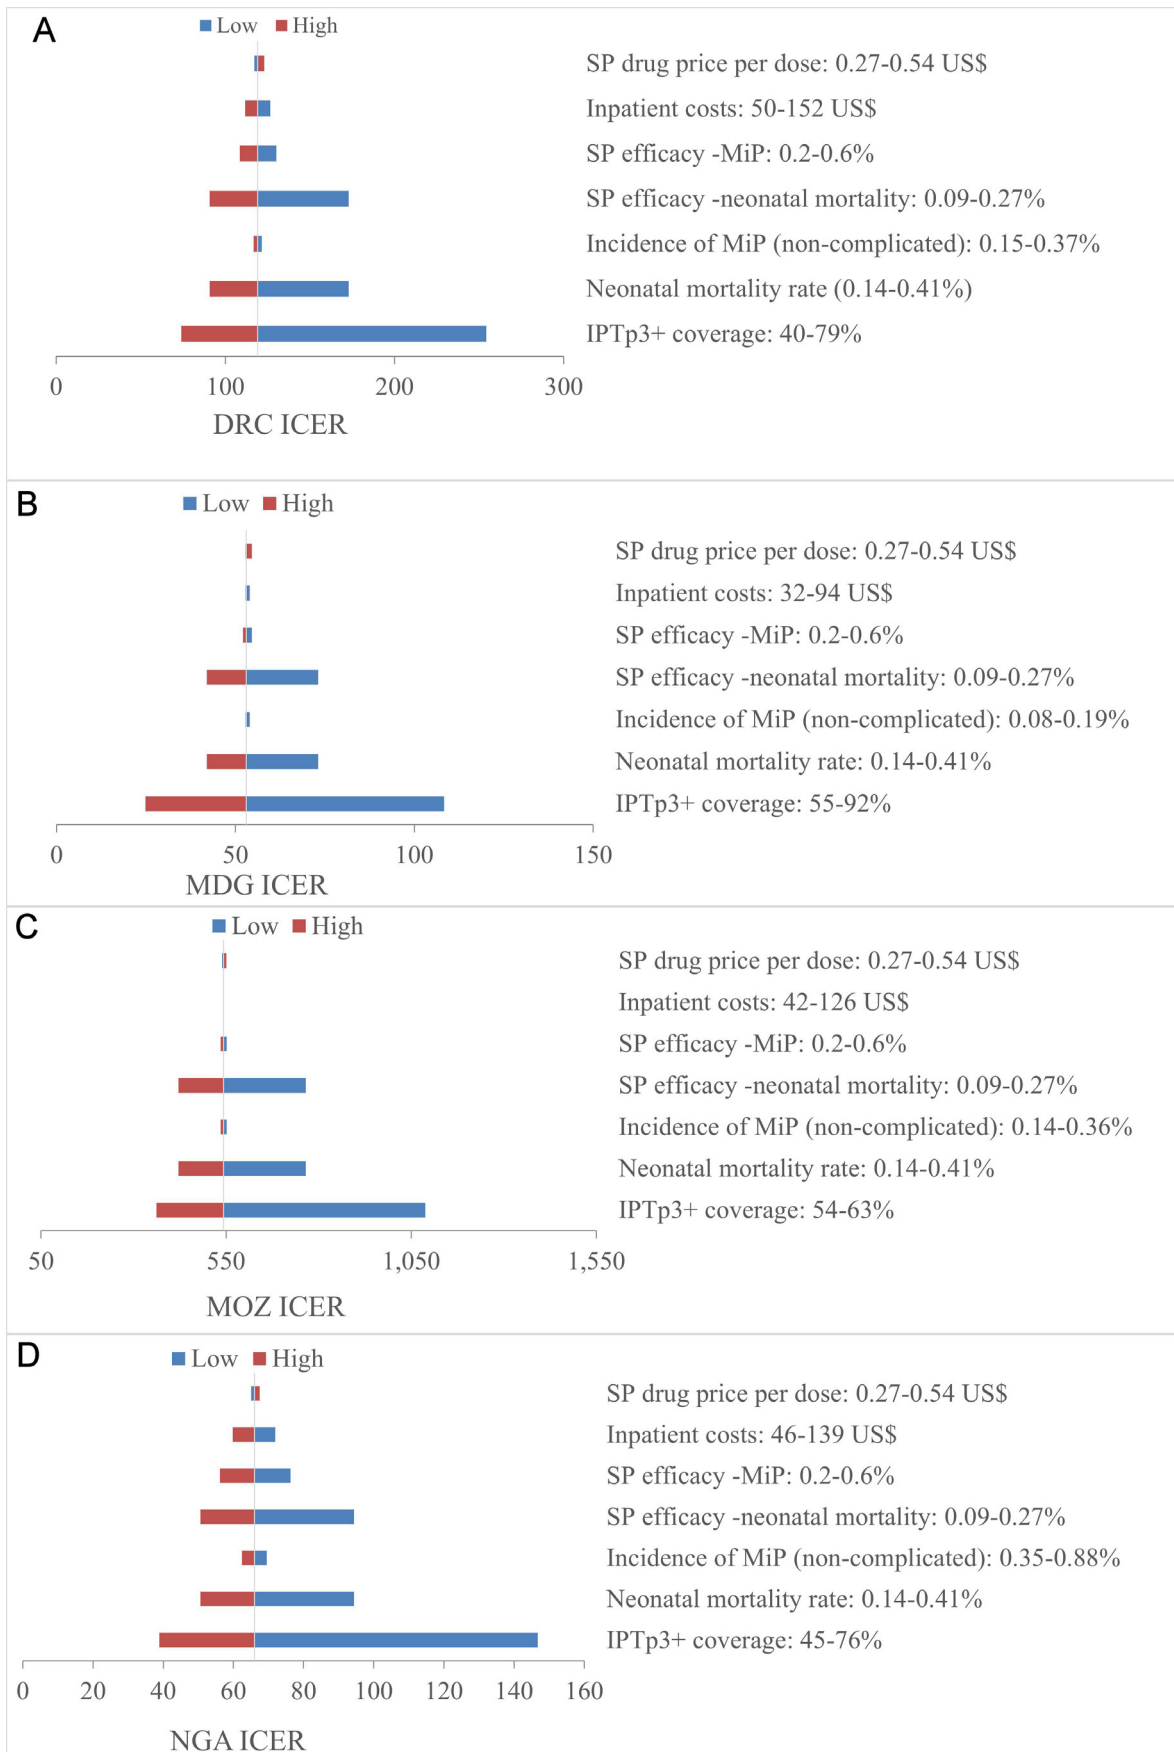 A
Low High
SP drug price per dose: 0.27-0.54 US$
Inpatient costs: 50-152 US$
SP efficacy -MiP: 0.2-0.6%
SP efficacy -neonatal mortality: 0.09-0.27%
Incidence of MiP (non-complicated): 0.15-0.37%
Neonatal mortality rate (0.14-0.41%)
IPTp3+ coverage: 40-79%
0 100 200 300
DRC ICER
B
Low High
SP drug price per dose: 0.27-0.54 US$
Inpatient costs: 32-94 US$
SP efficacy -MiP: 0.2-0.6%
SP efficacy -neonatal mortality: 0.09-0.27%
Incidence of MiP (non-complicated): 0.08-0.19%
Neonatal mortality rate: 0.14-0.41%
IPTp3+ coverage: 55-92%
0 50 100 150
MDG ICER
C
Low High
SP drug price per dose: 0.27-0.54 US$
Inpatient costs: 42-126 US$
SP efficacy -MiP: 0.2-0.6%
SP efficacy -neonatal mortality: 0.09-0.27%
Incidence of MiP (non-complicated): 0.14-0.36%
Neonatal mortality rate: 0.14-0.41%
IPTp3+ coverage: 54-63%
50 550 1,050 1,550
MOZ ICER
D
Low High
SP drug price per dose: 0.27-0.54 US$
Inpatient costs: 46-139 US$
SP efficacy -MiP: 0.2-0.6%
SP efficacy -neonatal mortality: 0.09-0.27%
Incidence of MiP (non-complicated): 0.35-0.88%
Neonatal mortality rate: 0.14-0.41%
IPTp3+ coverage: 45-76%
0 20 40 60 80 100 120 140 160
NGA ICER